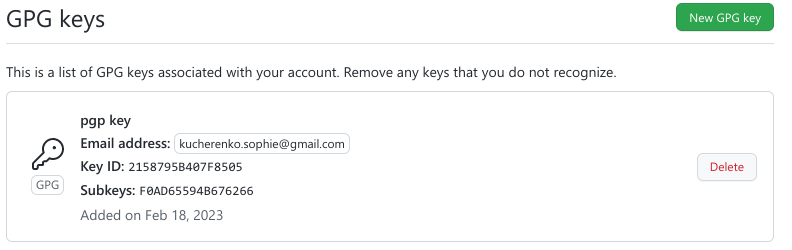 GPG keys
New GPG key
This is a list of GPG keys associated with your account. Remove any keys that you do not recognize.
pgp key
Email address: kucherenko.sophie@gmail.com
Key ID: 2158795B407F8505
GPG
Subkeys: F0AD65594B676266
Delete
Added on Feb 18, 2023